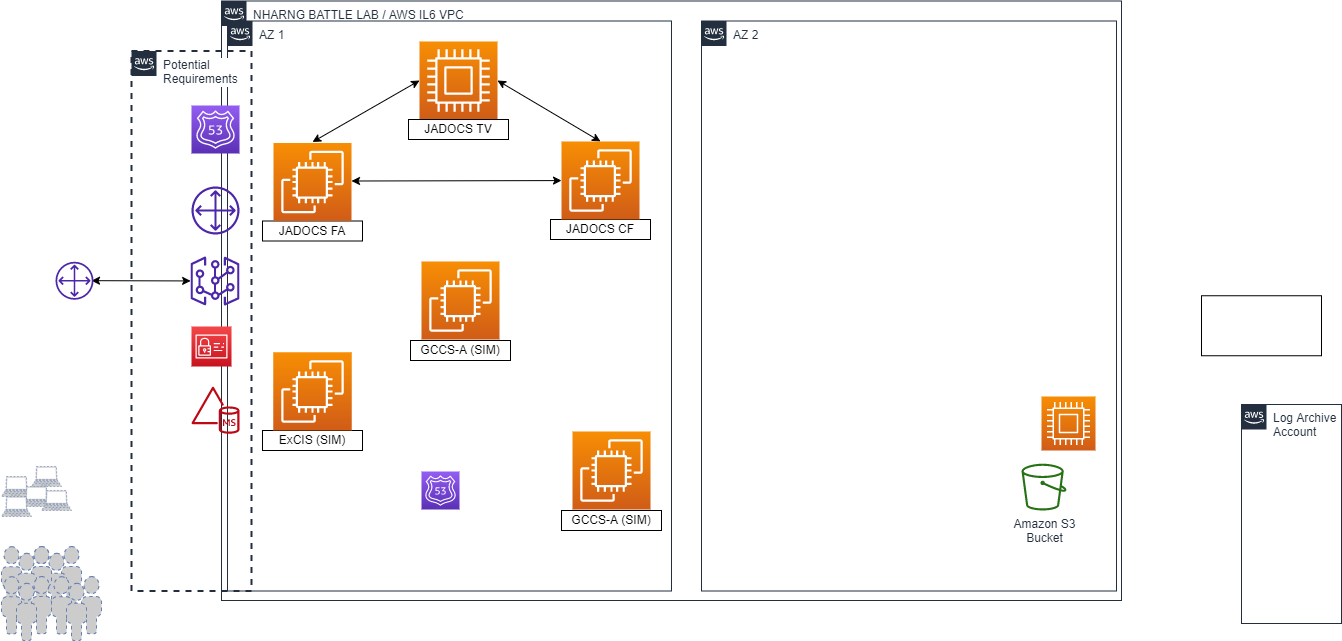 aws
NHARNG BATTLE LAB / AWS IL6 VPC
aws
AZ 1
aws
AZ 2
aws
Potential
Requirements
53
JADOCS TV
JADOCS FA
JADOCS CF
GCCS-A (SIM)
MS
ExCIS (SIM)
53
GCCS-A (SIM)
Amazon S3
Bucket
aws
Log Archive
Account